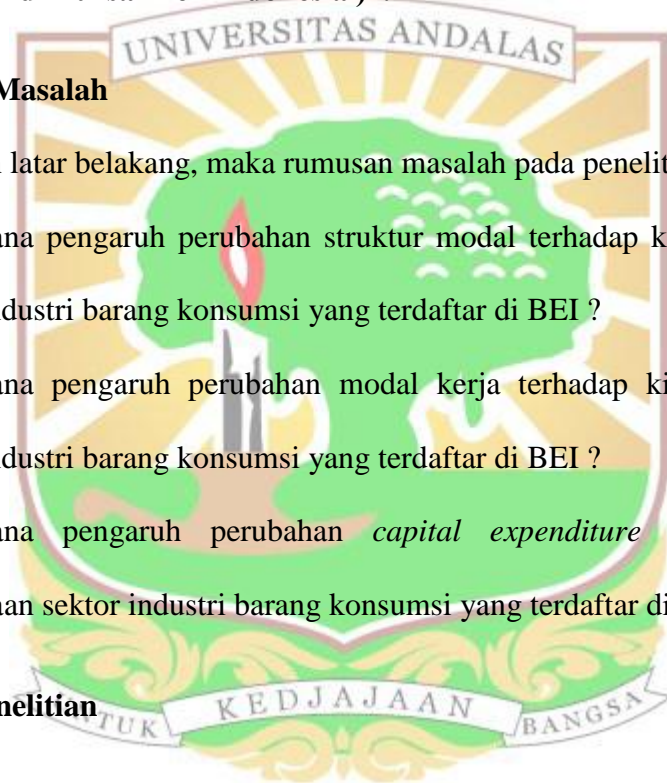 UNIVERSITAS ANDALAS
Masalah
latar belakang, maka rumusan masalah pada penelit
ana pengaruh perubahan struktur modal terhadap k
dustri barang konsumsi yang terdaftar di BEI ?
ana pengaruh perubahan modal kerja terhadap ki
dustri barang konsumsi yang terdaftar di BEI ?
ana pengaruh perubahan capital expenditure
an sektor industri barang konsumsi yang terdaftar di
nelitian
UNTUK KEDJAJAAN BANGSA